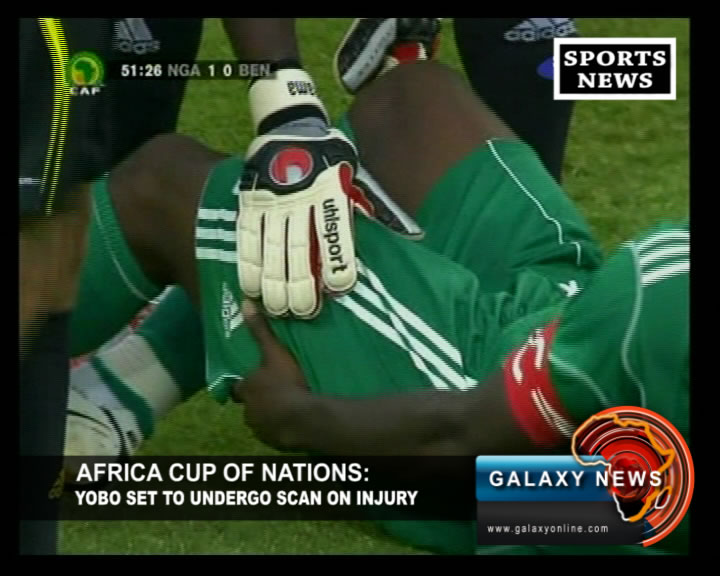 adidas
SPORTS
NEWS
51:26 NGA 1 0 BEN
CAF
uhlsport
AFRICA CUP OF NATIONS:
YOBO SET TO UNDERGO SCAN ON INJURY
GALAXY NEWS
www.galaxyonline.com